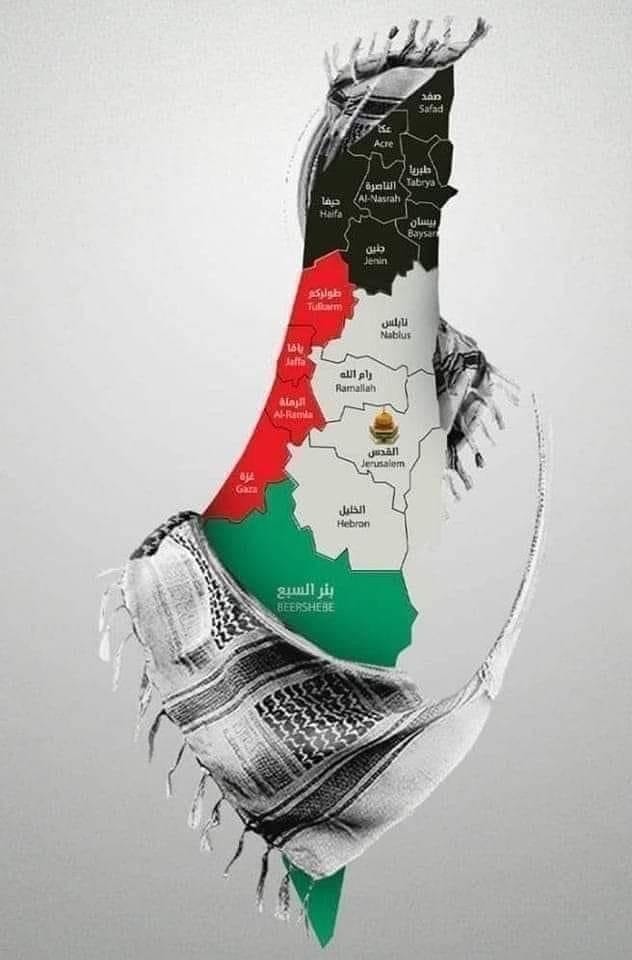 صفد
Safad
عكا
Acre
طبريا
Tabrya
الناصرة
Al-Nasrah
حيفا
Haifa
بيسان
Baysan
جنين
Jenin
طولكرم
Tulkarm
نابلس
Nablus
يافا
Jaffa
رام الله
Ramallah
الرملة
Al-Ramla
القدس
Jerusalem
غزة
Gaza
الخليل
Hebron
بئر السبع
BEERSHEBE